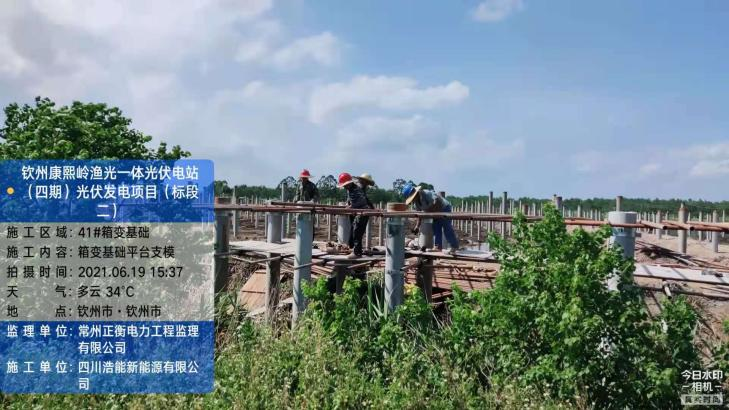 钦州康熙岭渔光一体光伏电站
（四期）光伏发电项目（标段
二）
施工区域：41#箱变基础
施工内容：箱变基础平台支模
拍摄时间：2021.06.19 15:37
天气：多云 34℃
地点：钦州市·钦州市
监理单位：常州正衡电力工程监理
有限公司
施工单位：四川浩能新能源有限公
司
今日水印
相机
真实时间